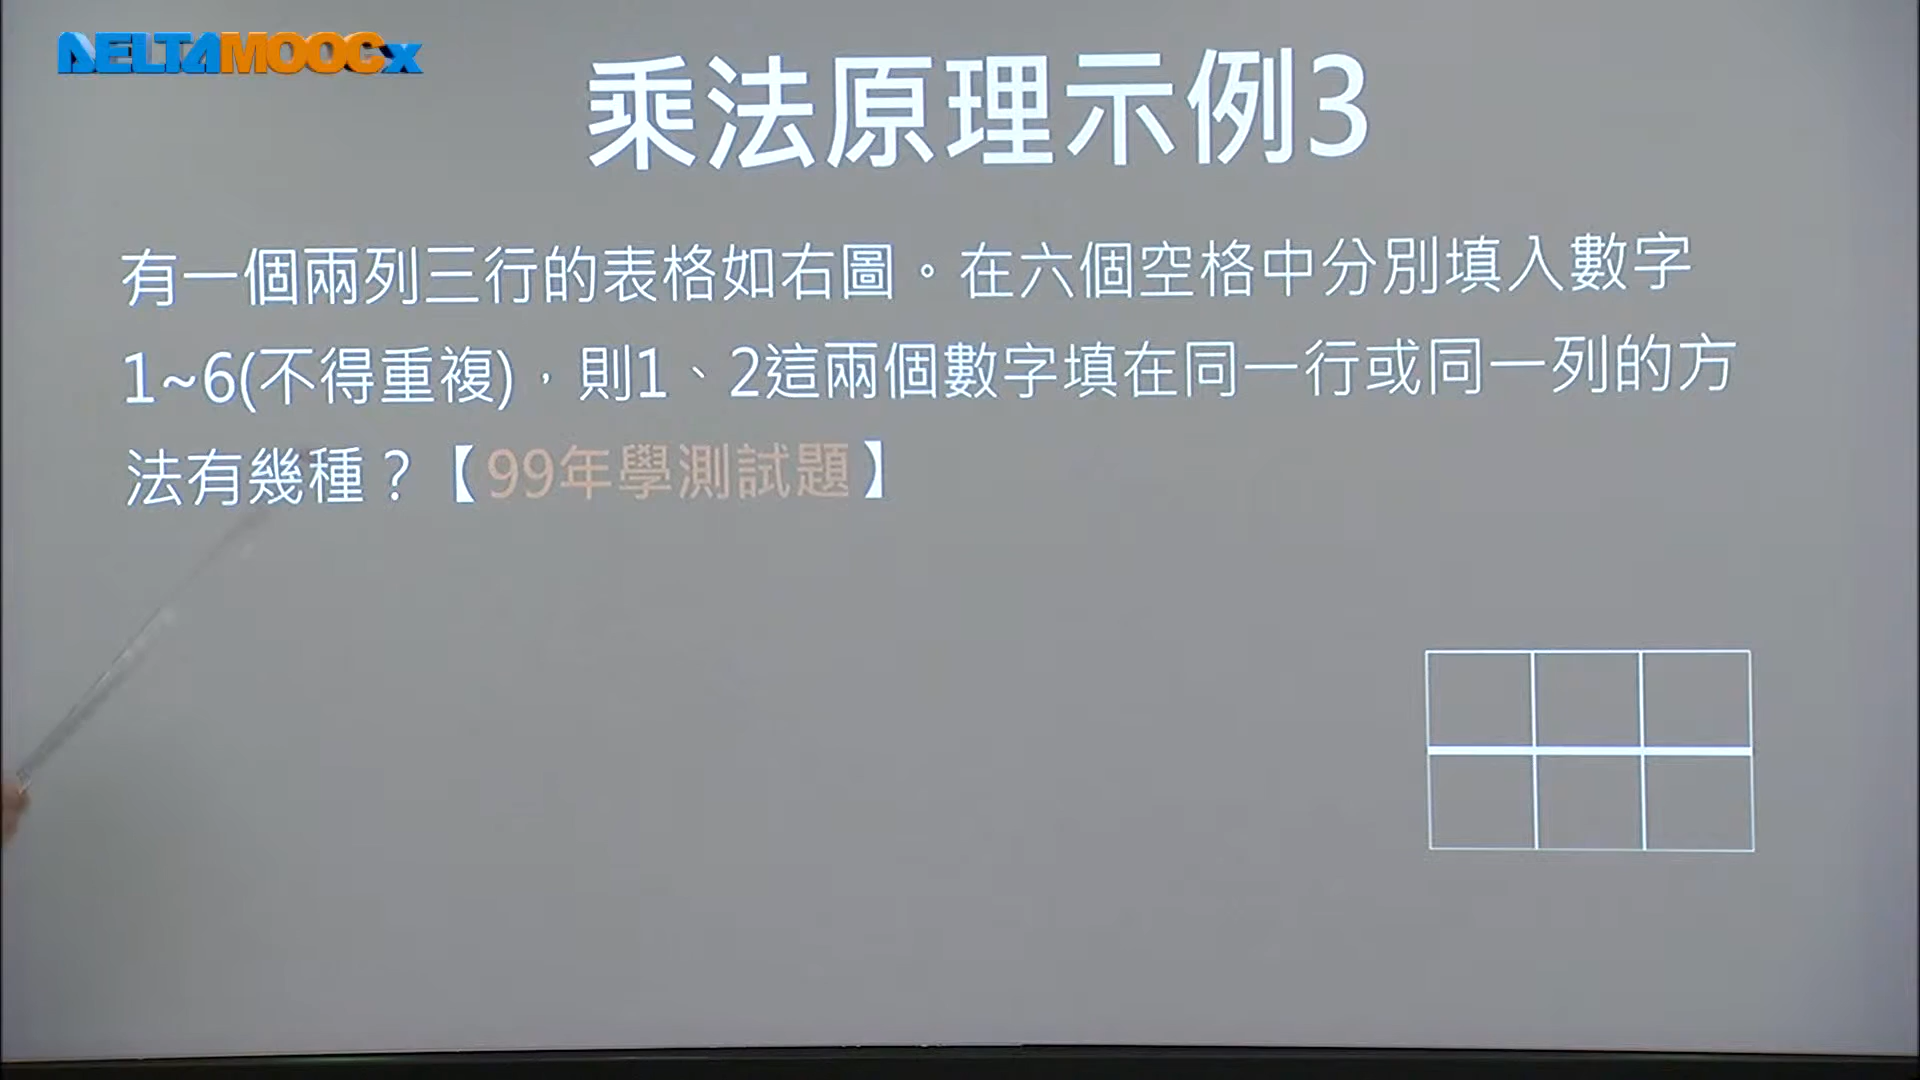 DELTAMOOCx
乘法原理示例3
有一個兩列三行的表格如右圖。在六個空格中分別填入數字
1~6(不得重複)，則1、2這兩個數字填在同一行或同一列的方
法有幾種？【99年學測試題】